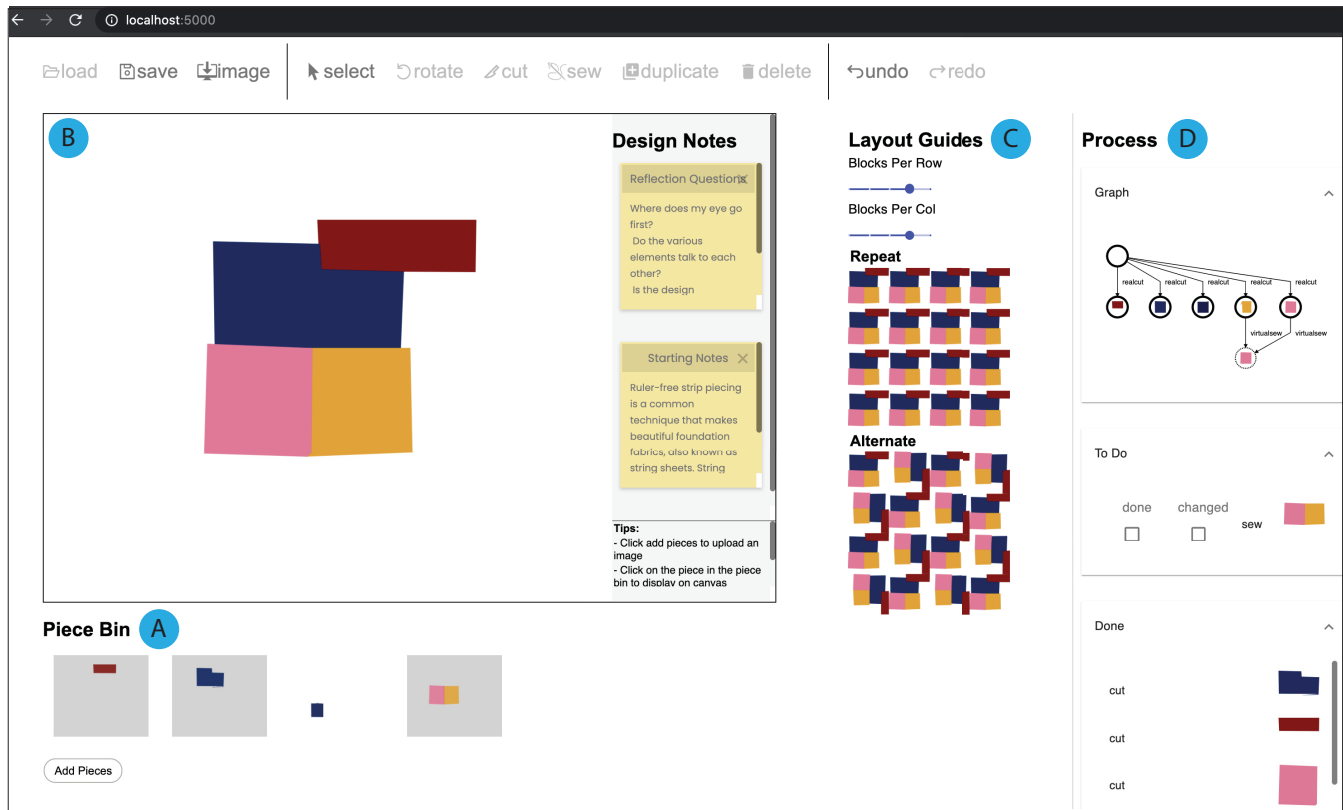 localhost:5000
load save image select rotate cut sew duplicate delete undo redo
B
Design Notes
Reflection Questions
Where does my eye go
first?
Do the various
elements talk to each
other?
Is the design
Starting Notes
Ruler-free strip piecing
is a common
technique that makes
beautiful foundation
fabrics, also known as
string sheets. String
Tips:
- Click add pieces to upload an
image
- Click on the piece in the piece
bin to display on canvas
Layout Guides C
Blocks Per Row
Blocks Per Col
Repeat
Alternate
Process D
Graph
realcut realcut realcut realcut realcut
virtualsew virtualsew
To Do
done changed
sew
Done
cut
cut
cut
Piece Bin A
Add Pieces